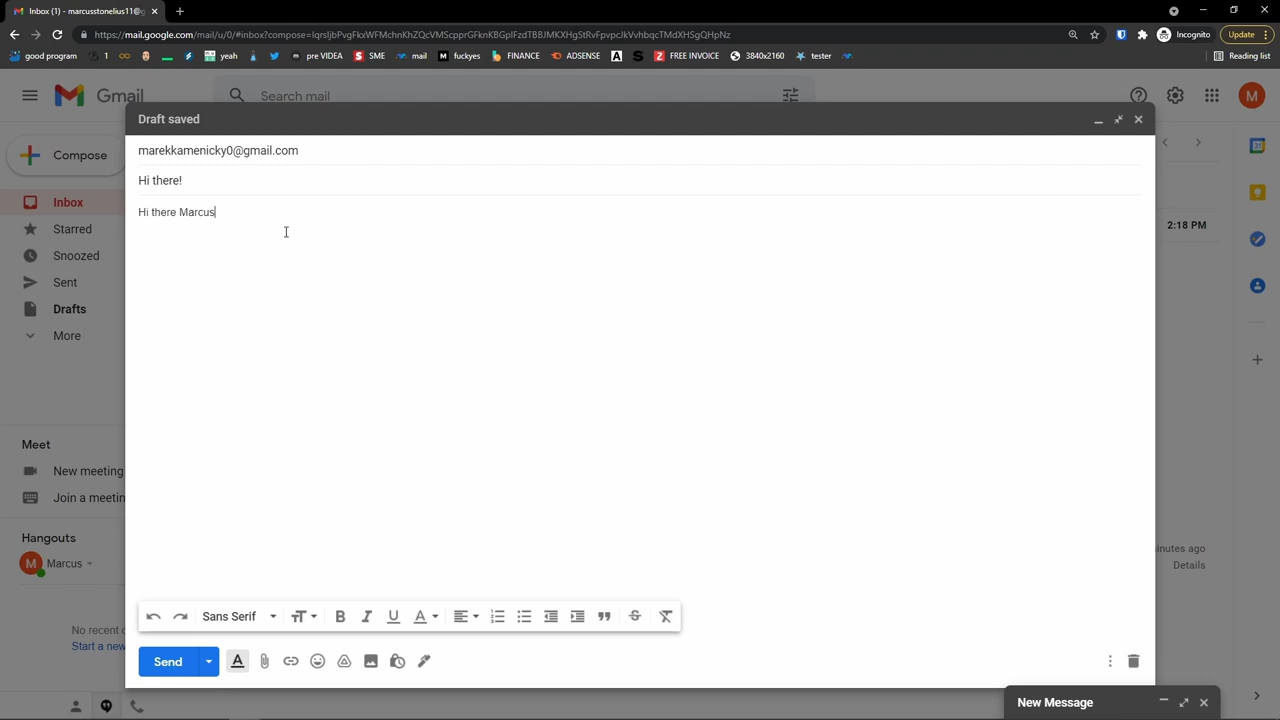 Inbox (1) - marcusstonelius11@g
https://mail.google.com/mail/u/0/#inbox?compose=
Incognito
Update
good program
1
yeah
pre VIDEA
SME
mail
fuckyes
FINANCE
ADSENSE
FREE INVOICE
3840x2160
tester
Reading list
Gmail
Search mail
M
Draft saved
marekkamenicky0@gmail.com
Compose
Hi there!
Inbox
Hi there Marcus
Starred
2:18 PM
Snoozed
Sent
Drafts
More
Meet
New meeting
Join a meetin
Hangouts
inutes ago
M Marcus
Details
Sans Serif
No recent c
Start a new
Send
New Message